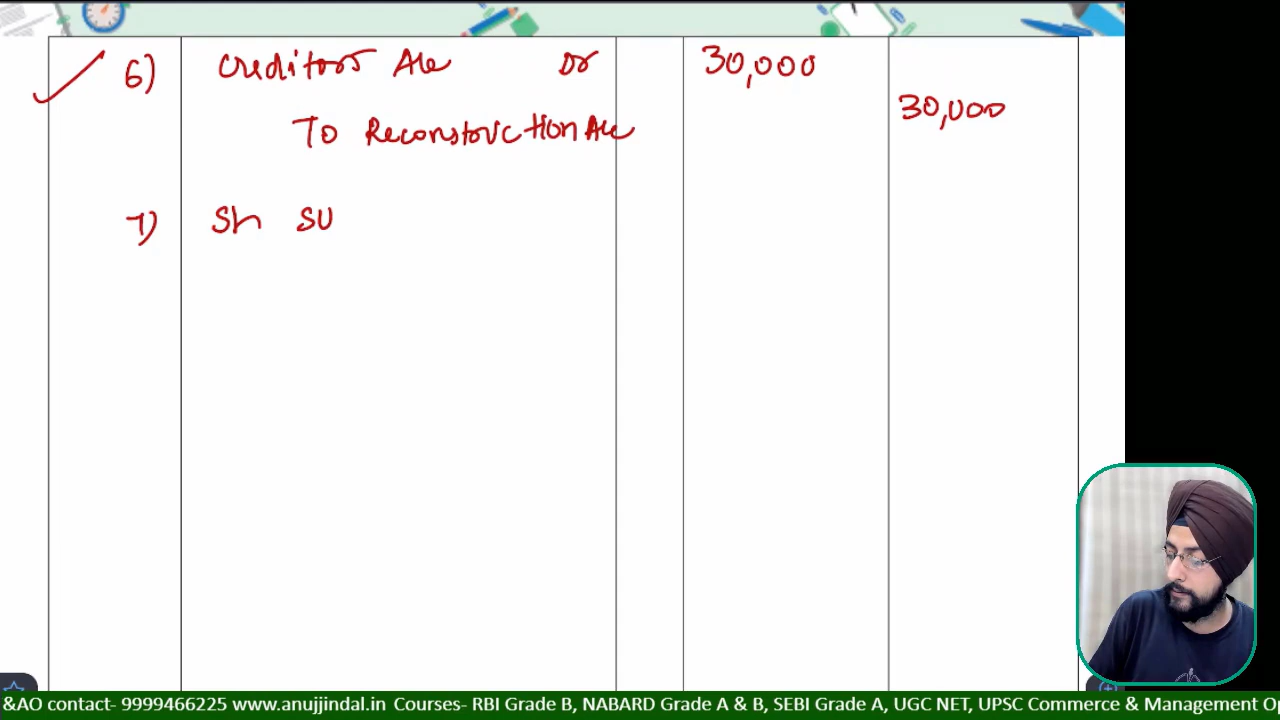 6) Creditors A/c Dr 30,000
To Reconstruction A/c 30,000
7) Sh SU
&AO contact- 9999466225 www.anujjindal.in Courses- RBI Grade B, NABARD Grade A & B, SEBI Grade A, UGC NET, UPSC Commerce & Management Op